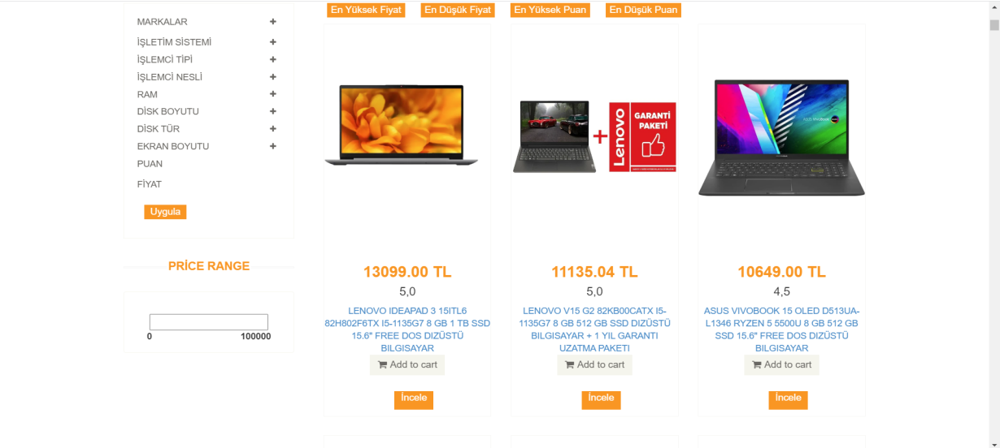 En Yüksek Fiyat
En Düşük Fiyat
En Yüksek Puan
En Düşük Puan
MARKALAR
İŞLETİM SİSTEMİ
İŞLEMCİ TİPİ
İŞLEMCİ NESLİ
RAM
DİSK BOYUTU
DİSK TÜR
EKRAN BOYUTU
PUAN
FİYAT
Uygula
PRİCE RANGE
0
100000
13099.00 TL
5,0
LENOVO IDEAPAD 3 15ITL6
82H802F6TX I5-1135G7 8 GB 1 TB SSD
15.6" FREE DOS DIZÜSTÜ
BILGISAYAR
Add to cart
İncele
Lenovo
GARANTİ
PAKETİ
11135.04 TL
5,0
LENOVO V15 G2 82KB00CATX I5-
1135G7 8 GB 512 GB SSD DIZÜSTÜ
BILGISAYAR + 1 YIL GARANTI
UZATMA PAKETI
Add to cart
İncele
10649.00 TL
4,5
ASUS VIVOBOOK 15 OLED D513UA-
L1346 RYZEN 5 5500U 8 GB 512 GB
SSD 15.6" FREE DOS DIZÜSTÜ
BILGISAYAR
Add to cart
İncele